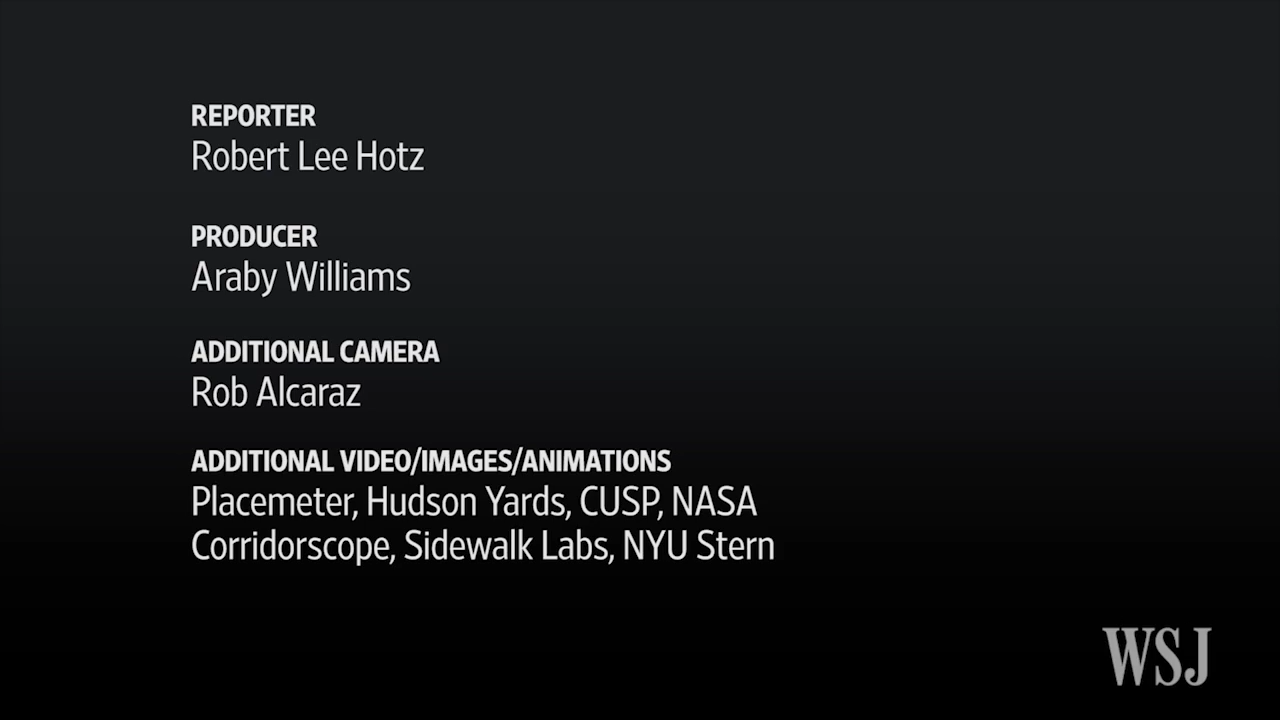 REPORTER
Robert Lee Hotz
PRODUCER
Araby Williams
ADDITIONAL CAMERA
Rob Alcaraz
ADDITIONAL VIDEO/IMAGES/ANIMATIONS
Placemeter, Hudson Yards, CUSP, NASA
Corridorscope, Sidewalk Labs, NYU Stern
WSJ